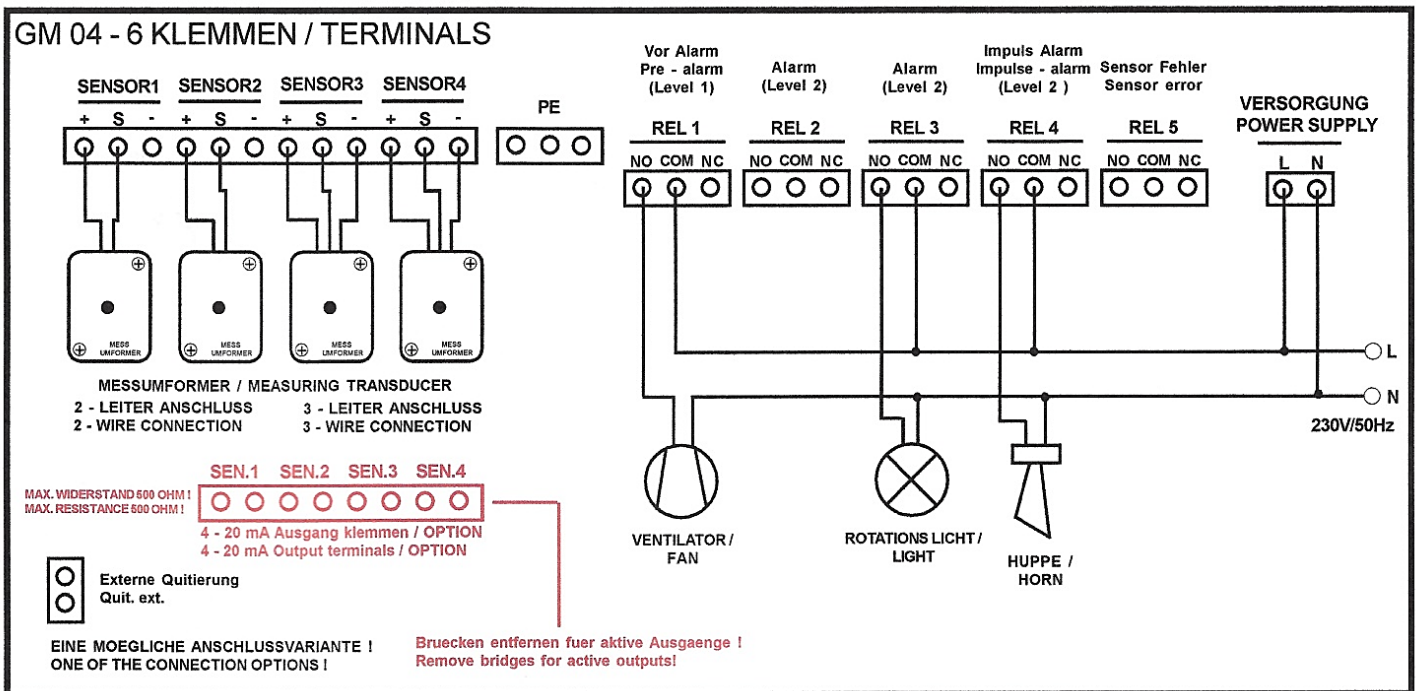 GM 04 - 6 KLEMMEN / TERMINALS
SENSOR1 SENSOR2 SENSOR3 SENSOR4
+ S - + S - + S - + S -
PE
Vor Alarm
Pre - alarm
(Level 1)
Alarm
(Level 2)
Alarm
(Level 2)
Impuls Alarm
Impulse - alarm
(Level 2 )
Sensor Fehler
Sensor error
VERSORGUNG
POWER SUPPLY
REL 1 REL 2 REL 3 REL 4 REL 5
NO COM NC NO COM NC NO COM NC NO COM NC NO COM NC
L N
MESS
UMFORMER
MESS
UMFORMER
MESS
UMFORMER
MESS
UMFORMER
L
N
230V/50Hz
MESSUMFORMER / MEASURING TRANSDUCER
2 - LEITER ANSCHLUSS
2 - WIRE CONNECTION
3 - LEITER ANSCHLUSS
3 - WIRE CONNECTION
SEN.1 SEN.2 SEN.3 SEN.4
MAX. WIDERSTAND 500 OHM !
MAX. RESISTANCE 500 OHM !
4 - 20 mA Ausgang klemmen / OPTION
4 - 20 mA Output terminals / OPTION
VENTILATOR /
FAN
ROTATIONS LICHT /
LIGHT
HUPPE /
HORN
Externe Quitierung
Quit. ext.
EINE MOEGLICHE ANSCHLUSSVARIANTE !
ONE OF THE CONNECTION OPTIONS !
Bruecken entfernen fuer aktive Ausgaenge !
Remove bridges for active outputs!